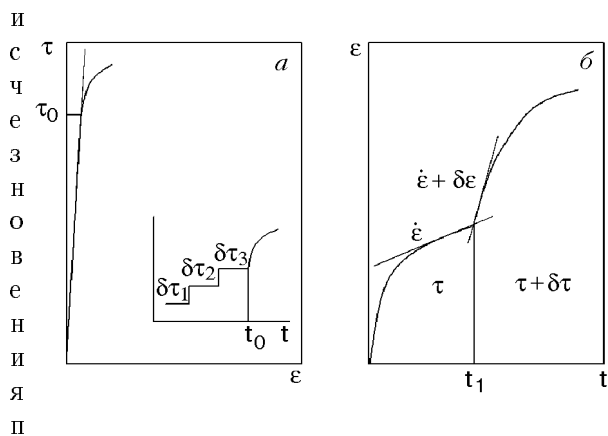 и
с
ч
е
з
н
о
в
е
н
и
я
п
τ
а
τ0
δτ1
δτ2
δτ3
t0
t
ε
ε
б
ε̇ + δε
ε̇
τ
τ + δτ
t1
t